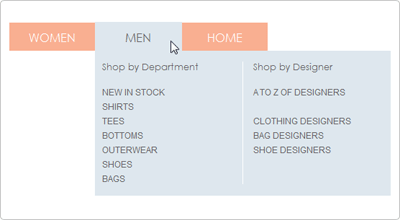 WOMEN MEN HOME
Shop by Department
NEW IN STOCK
SHIRTS
TEES
BOTTOMS
OUTERWEAR
SHOES
BAGS
Shop by Designer
A TO Z OF DESIGNERS
CLOTHING DESIGNERS
BAG DESIGNERS
SHOE DESIGNERS